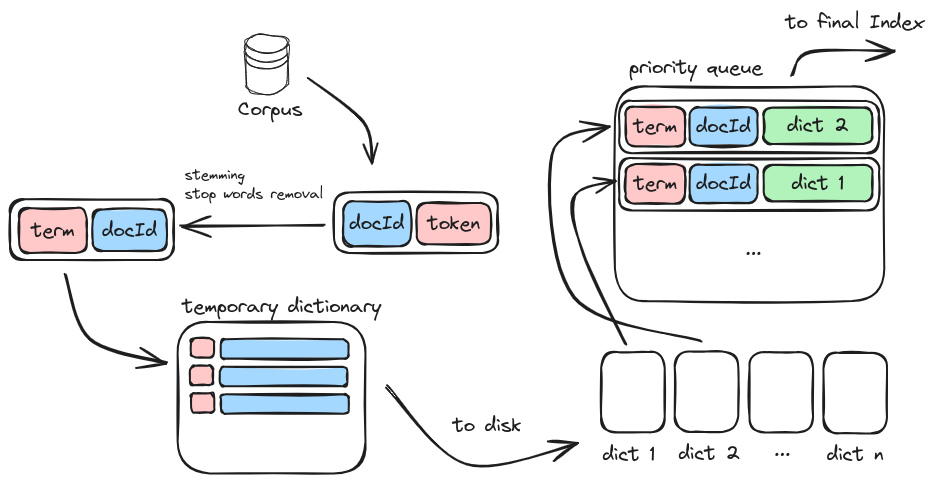 to final Index
priority queue
Corpus
term docId dict 2
term docId dict 1
...
stemming
stop words removal
docId token
term docId
temporary dictionary
to disk
dict 1 dict 2 ... dict n